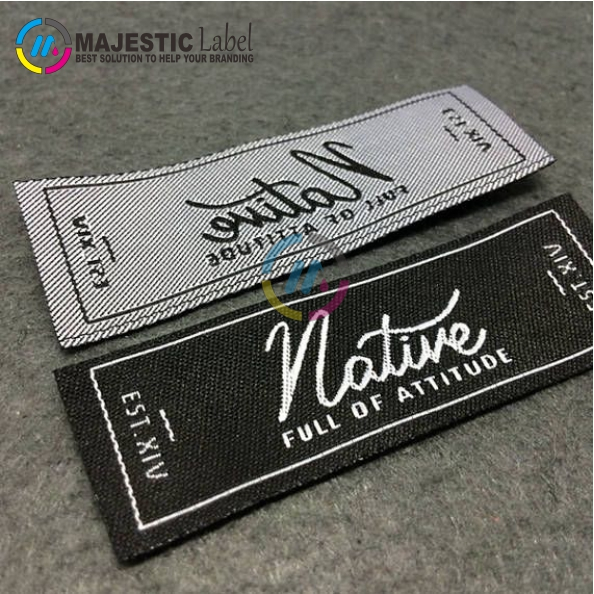 MAJESTIC Label
BEST SOLUTION TO HELP YOUR BRANDING
Native
FULL OF ATTITUDE
EST.XIV
EST.XIV
Native
FULL OF ATTITUDE
EST.XIV
EST.XIV